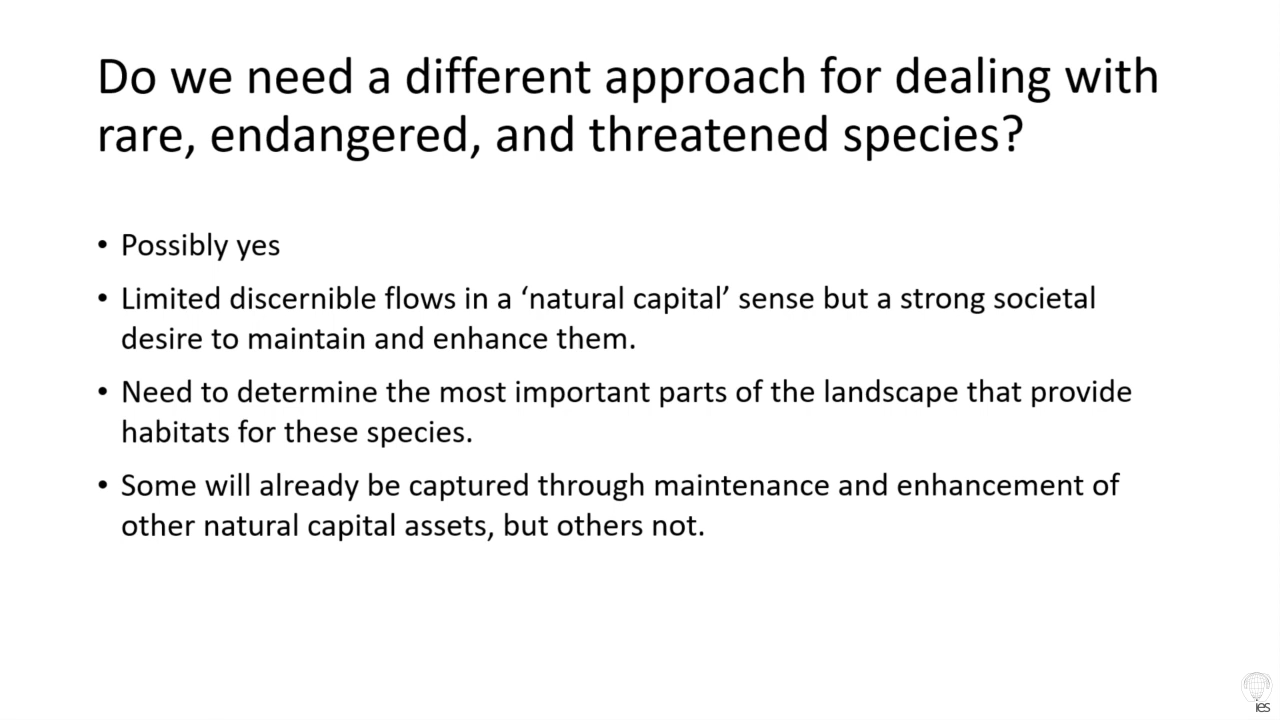 Do we need a different approach for dealing with
rare, endangered, and threatened species?
• Possibly yes
• Limited discernible flows in a ‘natural capital’ sense but a strong societal
desire to maintain and enhance them.
• Need to determine the most important parts of the landscape that provide
habitats for these species.
• Some will already be captured through maintenance and enhancement of
other natural capital assets, but others not.
ies